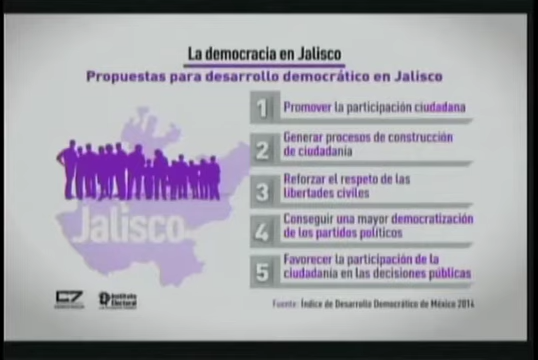 La democracia en Jalisco
Propuestas para desarrollo democrático en Jalisco
1 Promover la participación ciudadana
2 Generar procesos de construcción
de ciudadanía
3 Reforzar el respeto de las
libertades civiles
4 Conseguir una mayor democratización
de los partidos políticos
5 Favorecer la participación de la
ciudadanía en las decisiones públicas
Jalisco
C7
Instituto
Electoral
Fuente: Índice de Desarrollo Democrático de México 2014